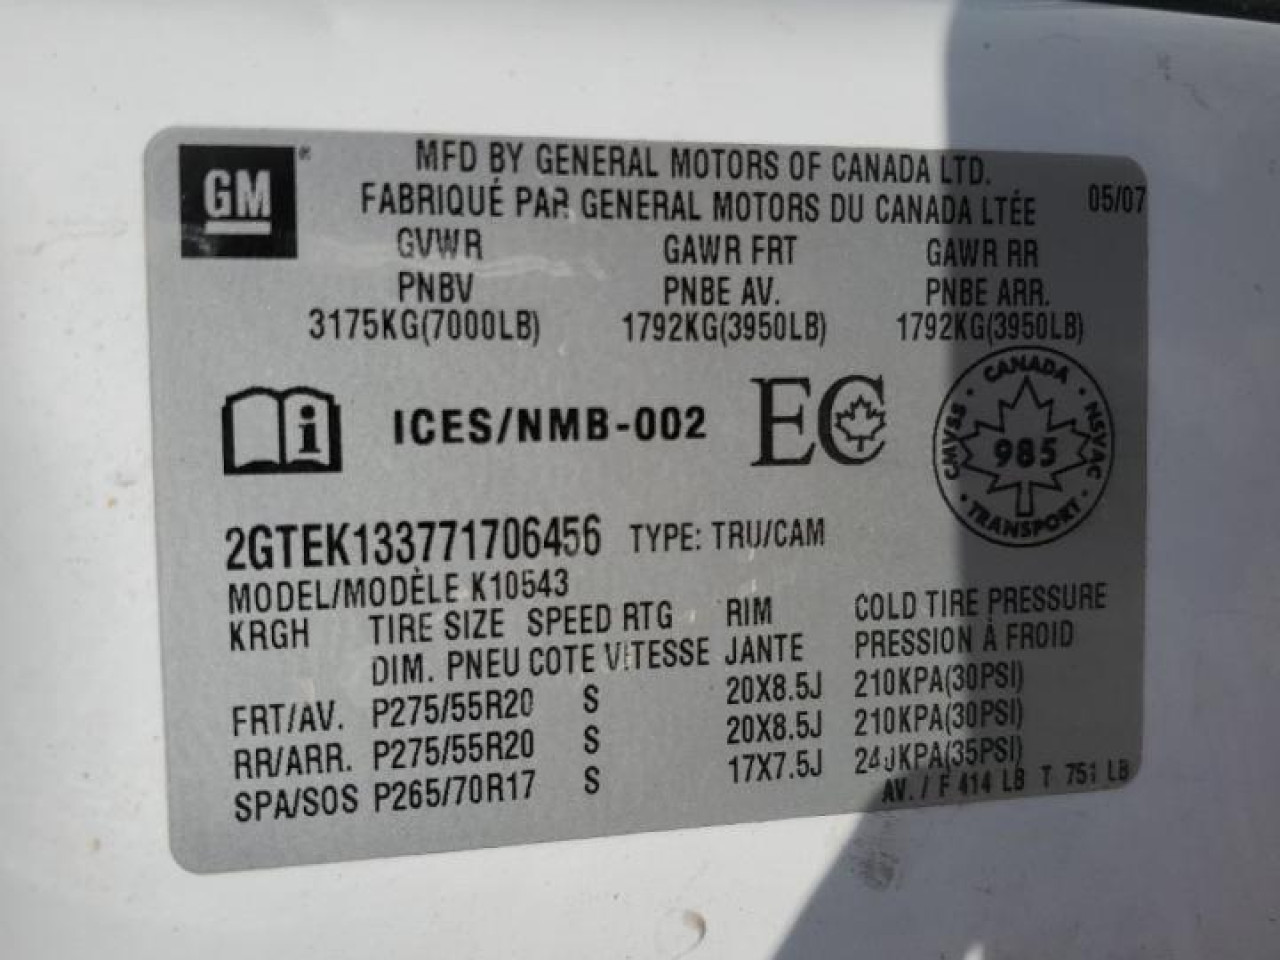 GM
MFD BY GENERAL MOTORS OF CANADA LTD.
FABRIQUÉ PAR GENERAL MOTORS DU CANADA LTÉE 05/07
GVWR GAWR FRT GAWR RR
PNBV PNBE AV. PNBE ARR.
3175KG(7000LB) 1792KG(3950LB) 1792KG(3950LB)
i ICES/NMB-002 EC
CANADA
CMVSS 985 NSVAC
TRANSPORT
2GTEK133771706456 TYPE: TRU/CAM
MODEL/MODÈLE K10543
KRGH TIRE SIZE SPEED RTG RIM COLD TIRE PRESSURE
DIM. PNEU COTE VITESSE JANTE PRESSION À FROID
FRT/AV. P275/55R20 S 20X8.5J 210KPA(30PSI)
RR/ARR. P275/55R20 S 20X8.5J 210KPA(30PSI)
SPA/SOS P265/70R17 S 17X7.5J 240KPA(35PSI)
AV. / F 414 LB T 751 LB